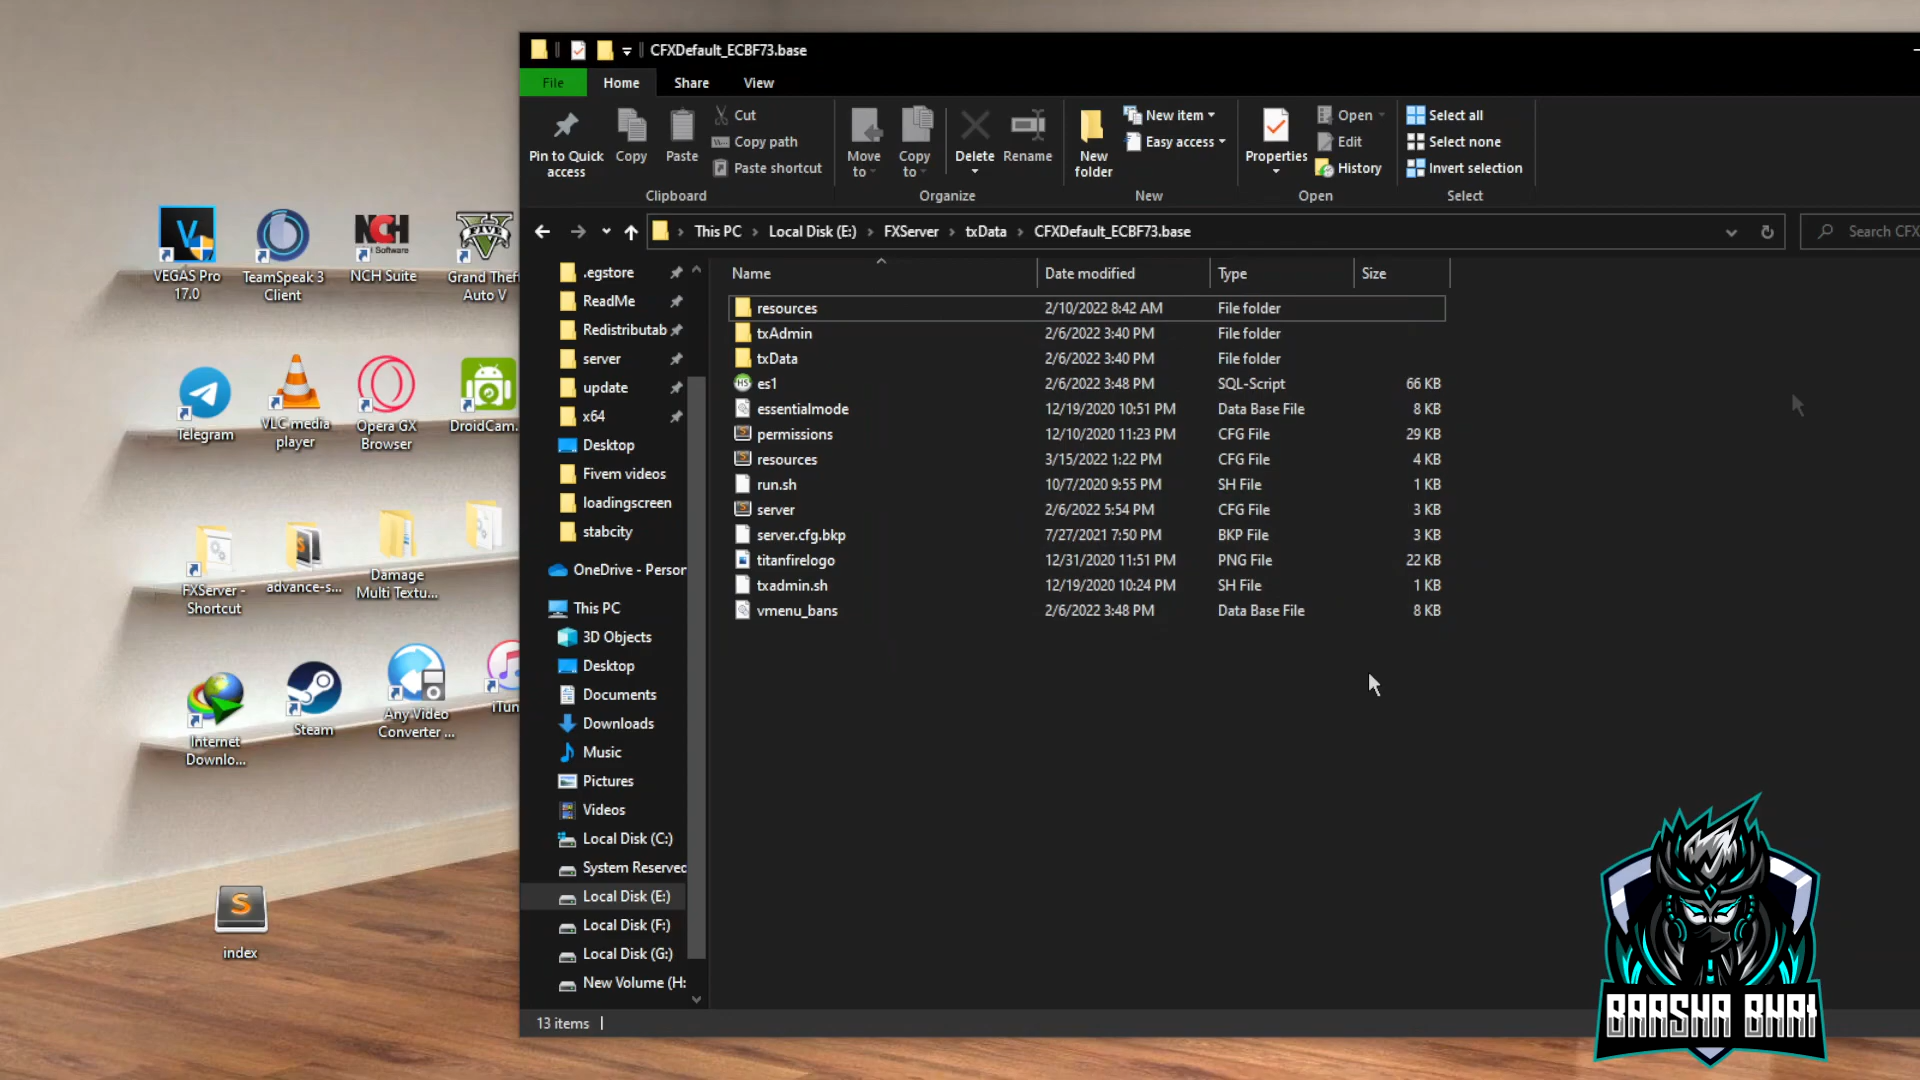 CFXDefault_ECBF73.base
File
Home
Share
View
Pin to Quick
access
Copy
Paste
Cut
Copy path
Paste shortcut
Clipboard
Move
to
Copy
to
Delete
Rename
Organize
New
folder
New item
Easy access
New
Properties
Open
Edit
History
Open
Select all
Select none
Invert selection
Select
This PC
Local Disk (E:)
FXServer
txData
CFXDefault_ECBF73.base
Search CFX
.egstore
ReadMe
Redistributab
server
update
x64
Desktop
Fivem videos
loadingscreen
stabcity
OneDrive - Person
This PC
3D Objects
Desktop
Documents
Downloads
Music
Pictures
Videos
Local Disk (C:)
System Reserved
Local Disk (E:)
Local Disk (F:)
Local Disk (G:)
New Volume (H:
Name Date modified Type Size
resources 2/10/2022 8:42 AM File folder
txAdmin 2/6/2022 3:40 PM File folder
txData 2/6/2022 3:40 PM File folder
es1 2/6/2022 3:48 PM SQL-Script 66 KB
essentialmode 12/19/2020 10:51 PM Data Base File 8 KB
permissions 12/10/2020 11:23 PM CFG File 29 KB
resources 3/15/2022 1:22 PM CFG File 4 KB
run.sh 10/7/2020 9:55 PM SH File 1 KB
server 2/6/2022 5:54 PM CFG File 3 KB
server.cfg.bkp 7/27/2021 7:50 PM BKP File 3 KB
titanfirelogo 12/31/2020 11:51 PM PNG File 22 KB
txadmin.sh 12/19/2020 10:24 PM SH File 1 KB
vmenu_bans 2/6/2022 3:48 PM Data Base File 8 KB
13 items
VEGAS Pro
17.0
TeamSpeak 3
Client
NCH
Software
NCH Suite
FIVE
Grand Theft
Auto V
Telegram
VLC media
player
Opera GX
Browser
DroidCam.
FXServer -
Shortcut
advance-s...
Damage
Multi Textu...
Internet
Downlo...
Steam
Any Video
Converter ...
iTun
index
BAASHA BHAI